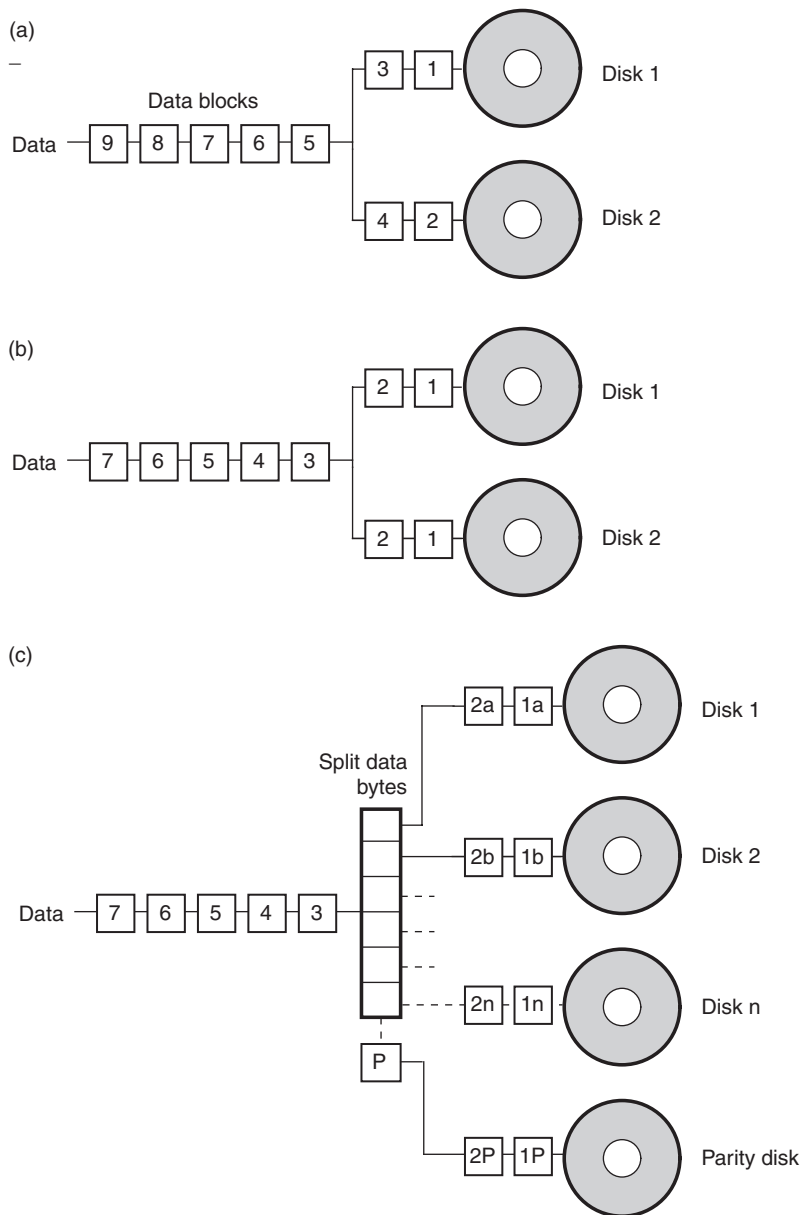 (a)
Data blocks
Data
9 8 7 6 5
3 1
Disk 1
4 2
Disk 2
(b)
Data
7 6 5 4 3
2 1
Disk 1
2 1
Disk 2
(c)
Split data
bytes
Data
7 6 5 4 3
2a 1a
Disk 1
2b 1b
Disk 2
2n 1n
Disk n
P
2P 1P
Parity disk